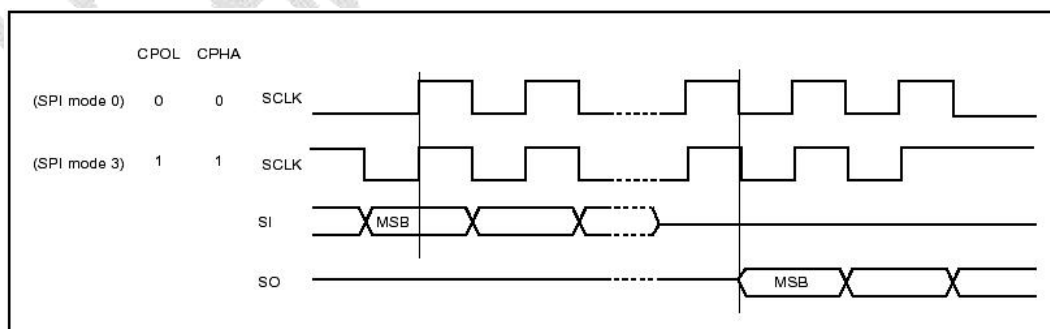 CPOL CPHA
(SPI mode 0) 0 0 SCLK
(SPI mode 3) 1 1 SCLK
SI MSB
SO MSB